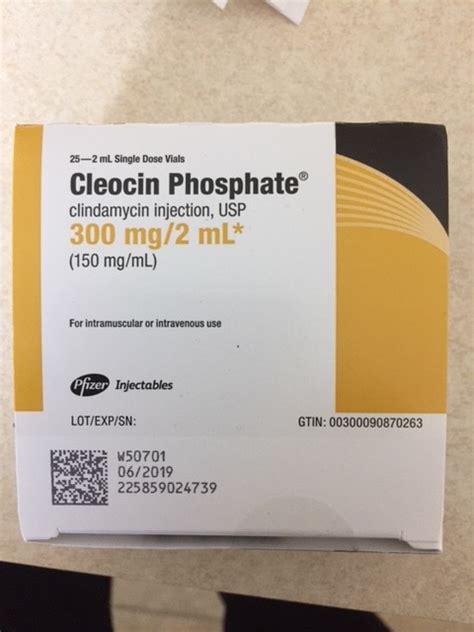 25—2 mL Single Dose Vials
Cleocin Phosphate®
clindamycin injection, USP
300 mg/2 mL*
(150 mg/mL)
For intramuscular or intravenous use
Pfizer Injectables
LOT/EXP/SN:
GTIN: 00300090870263
W50701
06/2019
225859024739